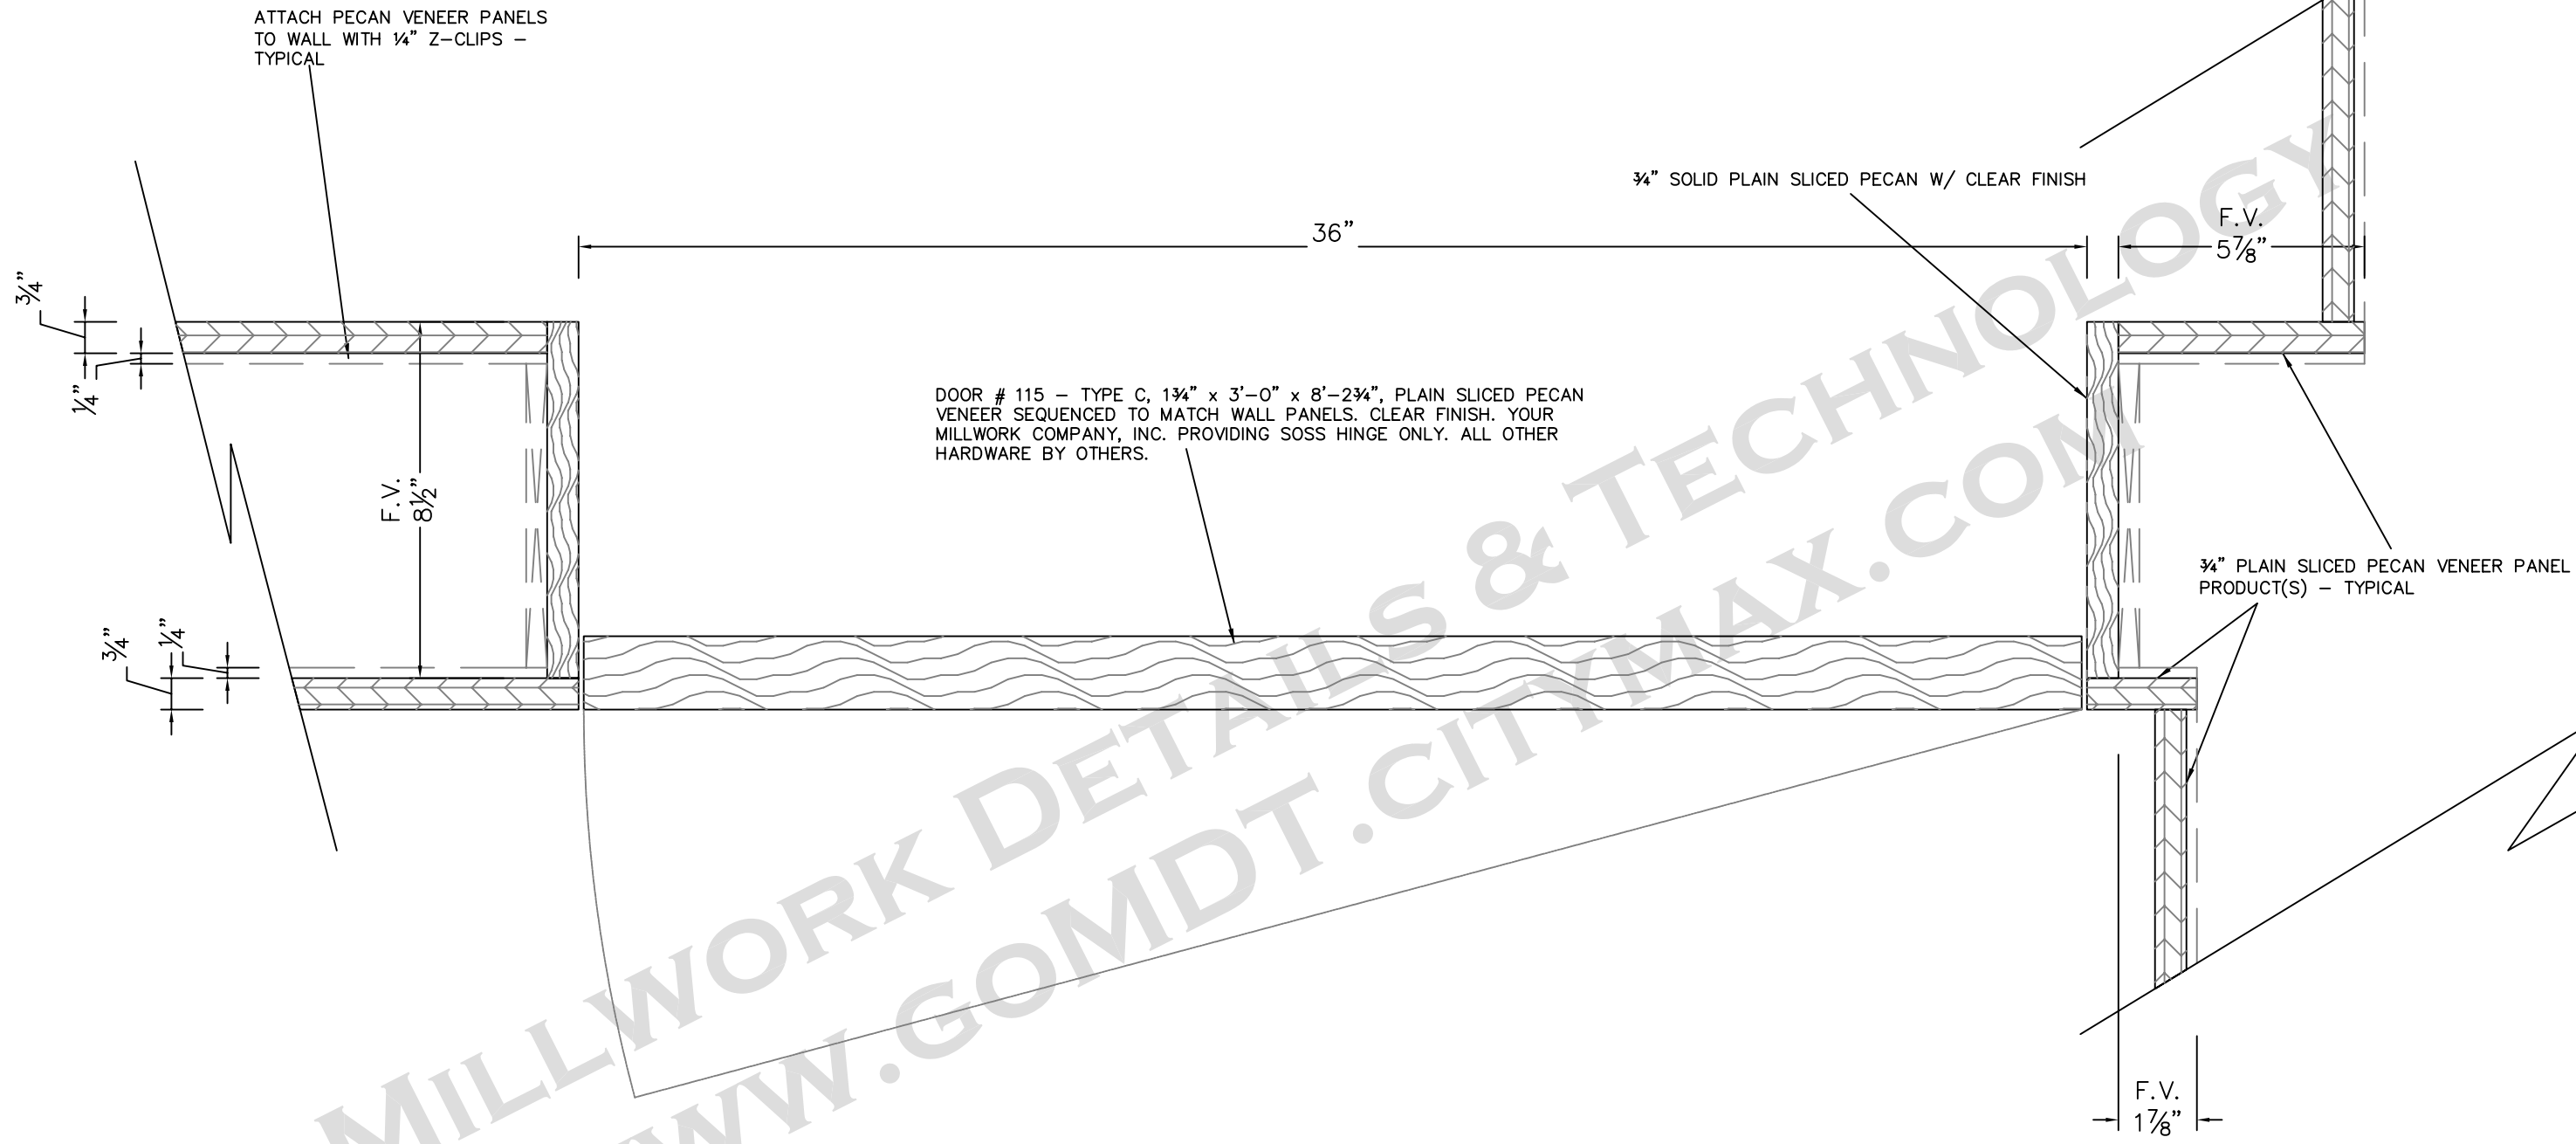 ATTACH PECAN VENEER PANELS
TO WALL WITH ¼" Z-CLIPS –
TYPICAL
¾" SOLID PLAIN SLICED PECAN W/ CLEAR FINISH
36"
F.V.
5⅞"
¾"
¼"
DOOR # 115 – TYPE C, 1¾" x 3'-0" x 8'-2¾", PLAIN SLICED PECAN
VENEER SEQUENCED TO MATCH WALL PANELS. CLEAR FINISH. YOUR
MILLWORK COMPANY, INC. PROVIDING SOSS HINGE ONLY. ALL OTHER
HARDWARE BY OTHERS.
F.V.
8½"
¾" PLAIN SLICED PECAN VENEER PANEL
PRODUCT(S) – TYPICAL
¾"
¼"
F.V.
1⅞"
MILLWORK DETAILS & TECHNOLOGY
WW.GOMDT.CITYMAX.COM